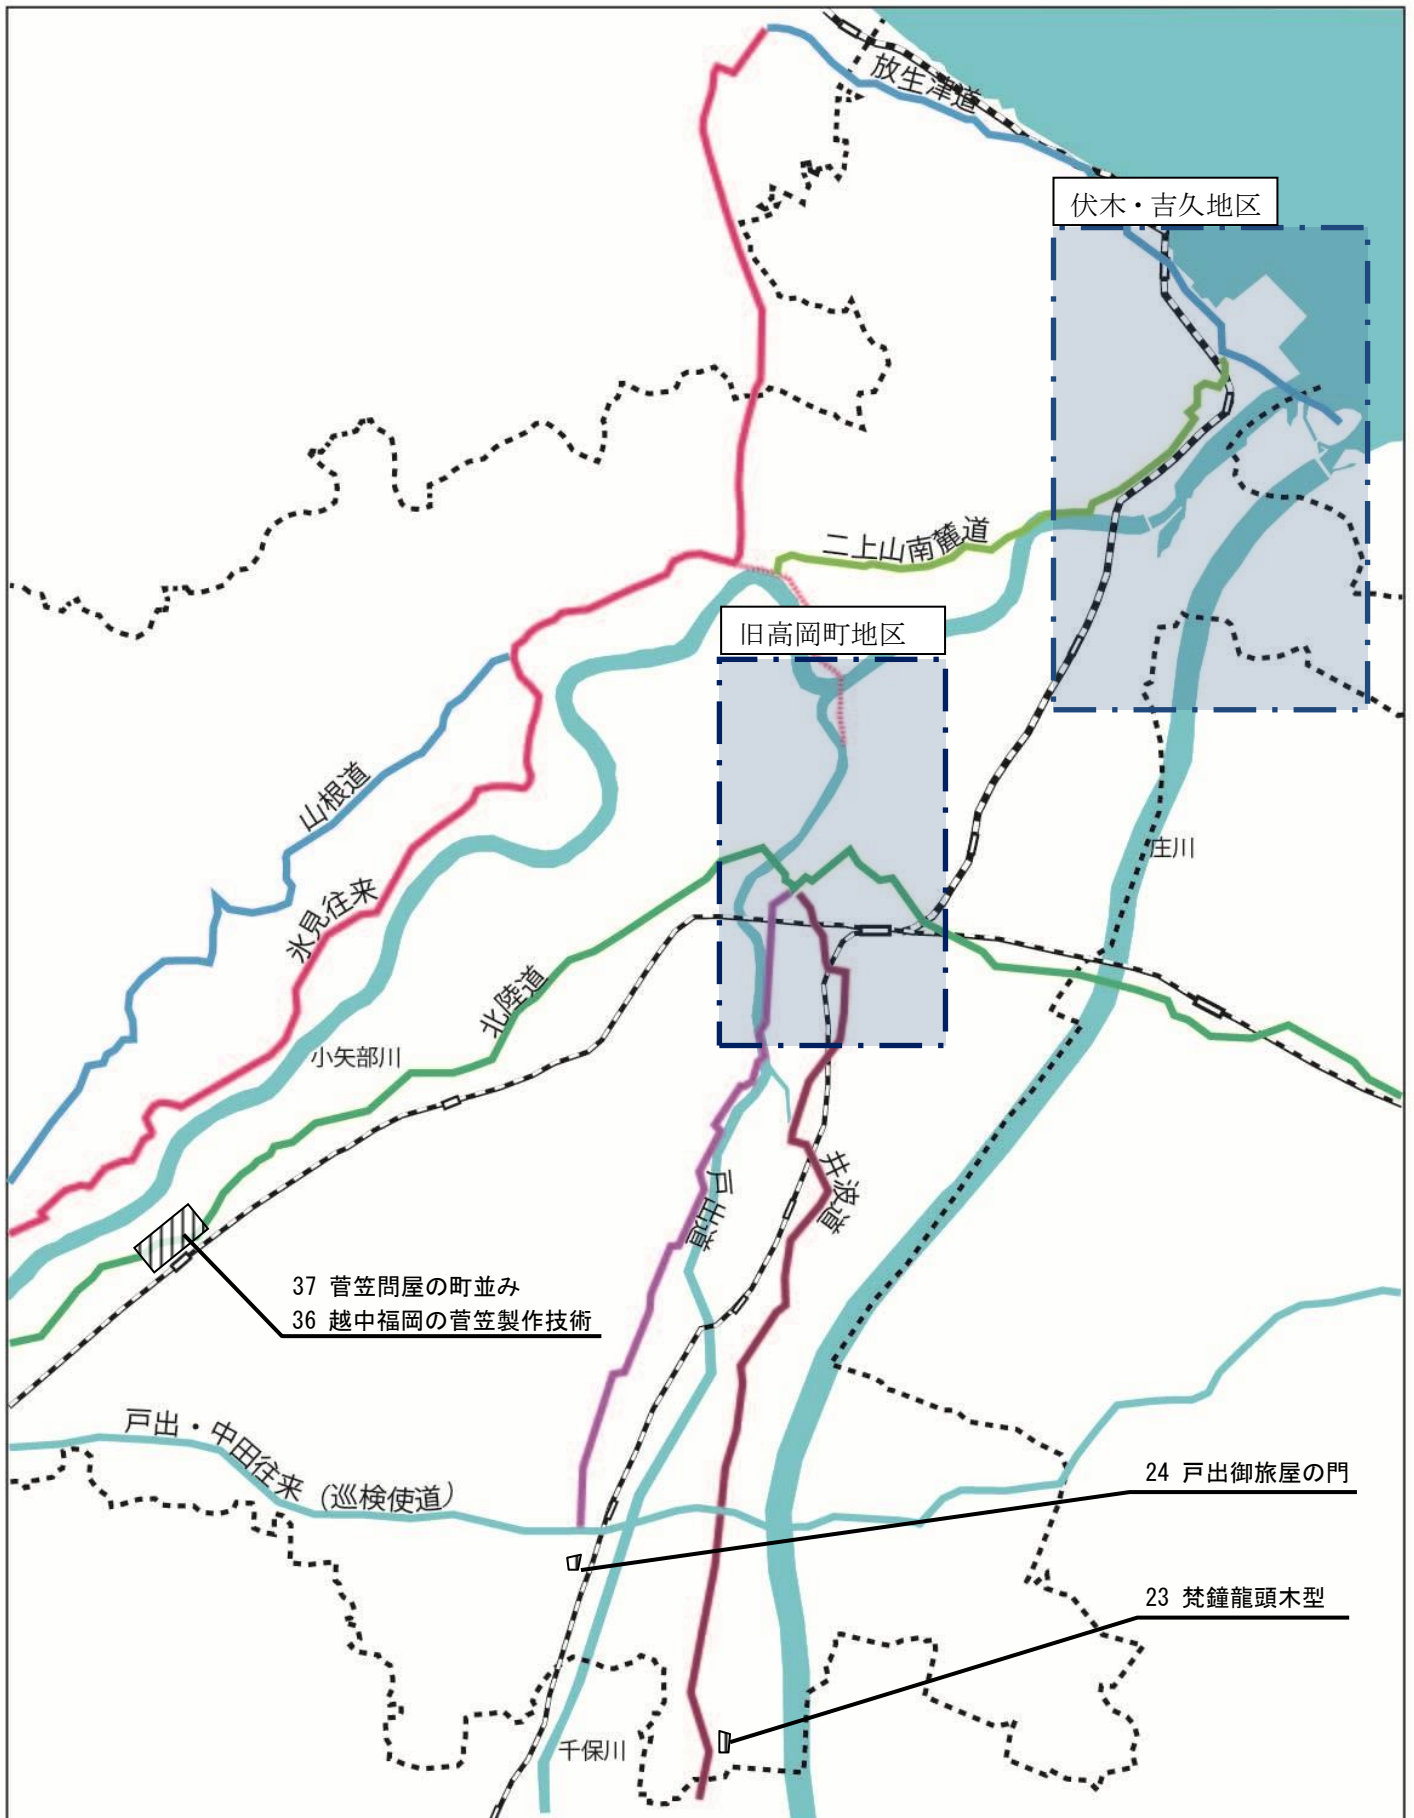 放生津道
伏木・吉久地区
二上山南麓道
旧高岡町地区
山根道
庄川
氷見往来
北陸道
小矢部川
井波道
戸出道
37 菅笠問屋の町並み
36 越中福岡の菅笠製作技術
戸出・中田往来（巡検使道）
24 戸出御旅屋の門
23 梵鐘龍頭木型
千保川